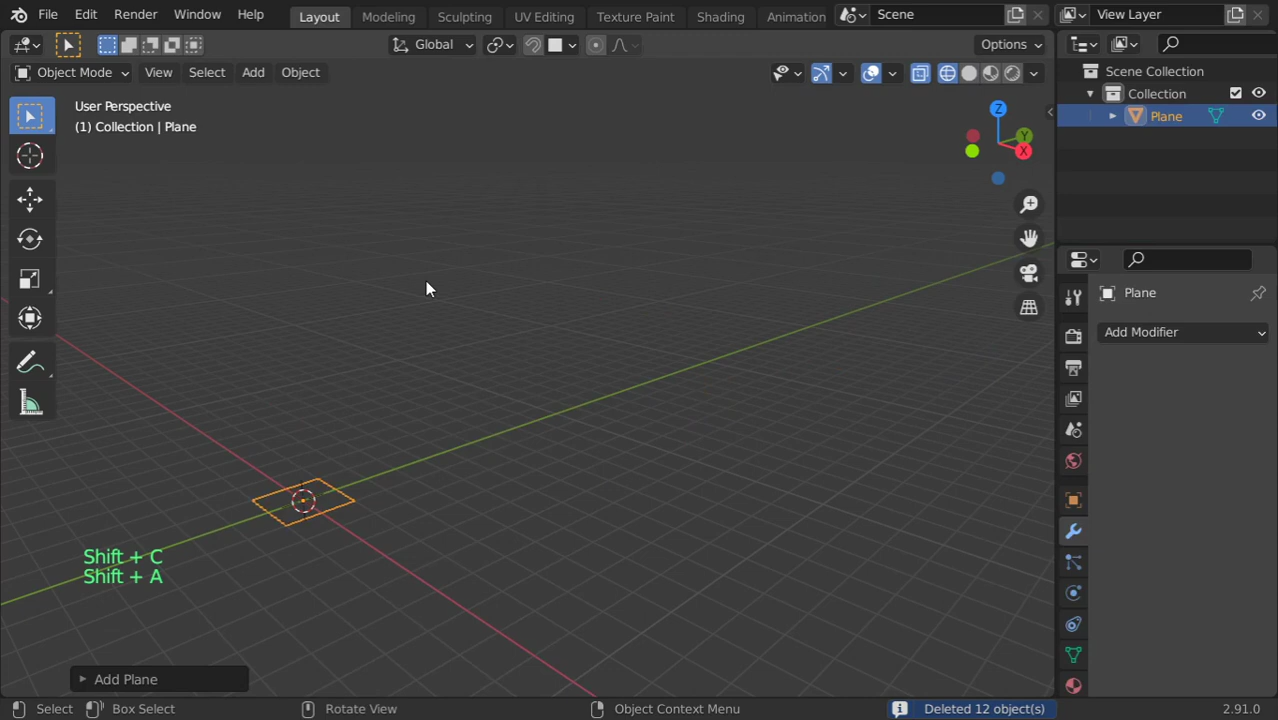 File Edit Render Window Help Layout Modeling Sculpting UV Editing Texture Paint Shading Animation Scene View Layer
Global Options
Object Mode View Select Add Object
Scene Collection
Collection
Plane
User Perspective
(1) Collection | Plane
Z
Y
X
Plane
Add Modifier
Shift + C
Shift + A
Add Plane
Select Box Select Rotate View Object Context Menu Deleted 12 object(s) 2.91.0